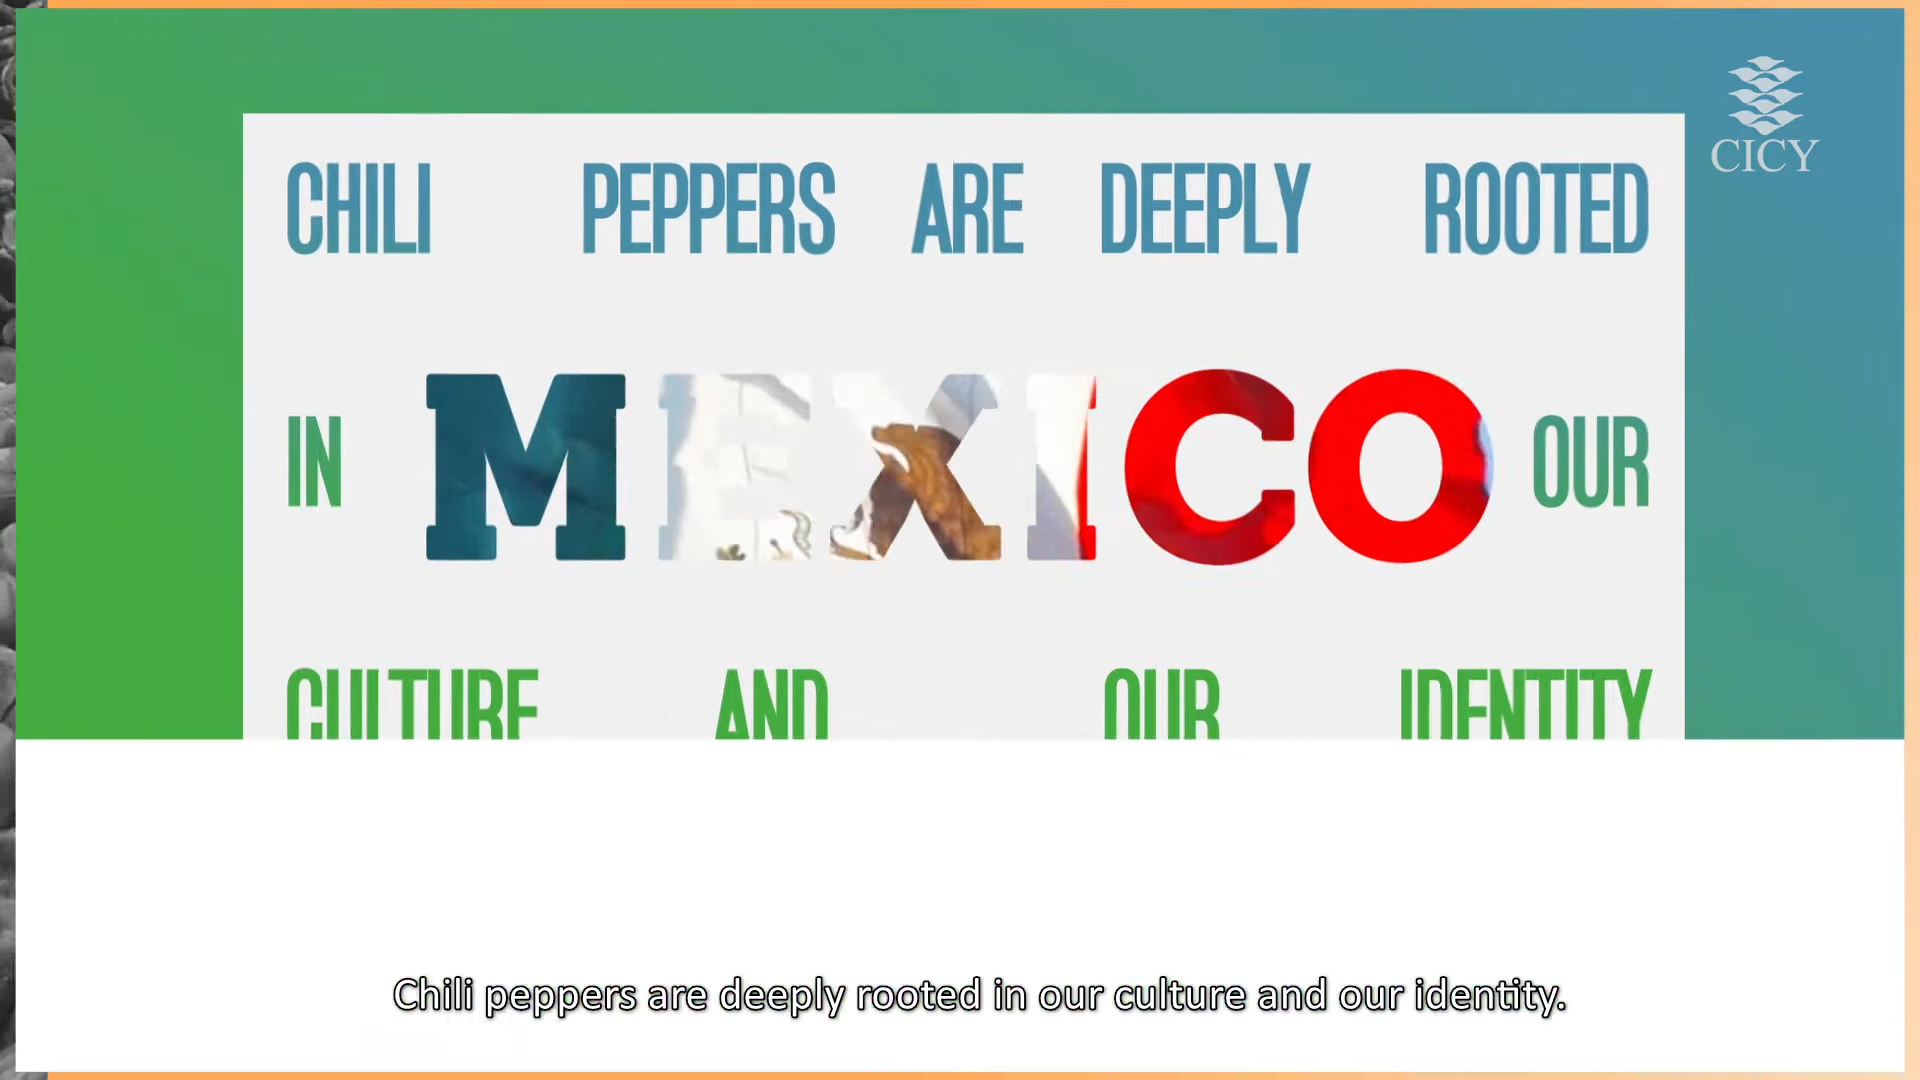 CICY
CHILI PEPPERS ARE DEEPLY ROOTED
IN MEXICO OUR
CULTURE AND OUR IDENTITY
Chili peppers are deeply rooted in our culture and our identity.